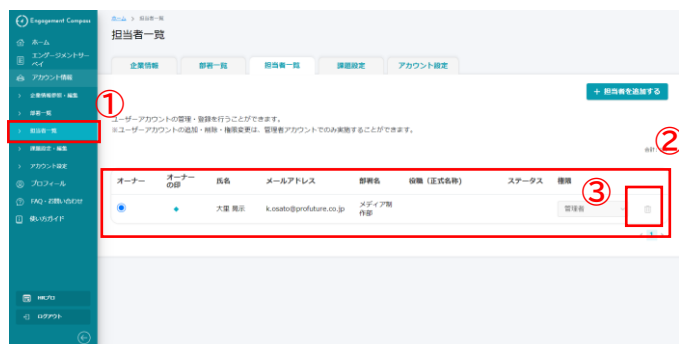 Engagement Compass
ホーム > 担当者一覧
担当者一覧
ホーム
エンゲージメントサーベイ
アカウント情報
企業情報詳細・編集
部署一覧
担当者一覧
課題設定・編集
アカウント設定
プロフィール
FAQ・お問い合わせ
使い方ガイド
HRプロ
ログアウト
企業情報 部署一覧 担当者一覧 課題設定 アカウント設定
+ 担当者を追加する
①
ユーザーアカウントの管理・登録を行うことができます。
※ユーザーアカウントの追加・削除・権限変更は、管理者アカウントでのみ実施することができます。
②
合計:
オーナー オーナーの印 氏名 メールアドレス 部署名 役職(正式名称) ステータス 権限
③
k.osato@profuture.co.jp メディア制作部 管理者
1